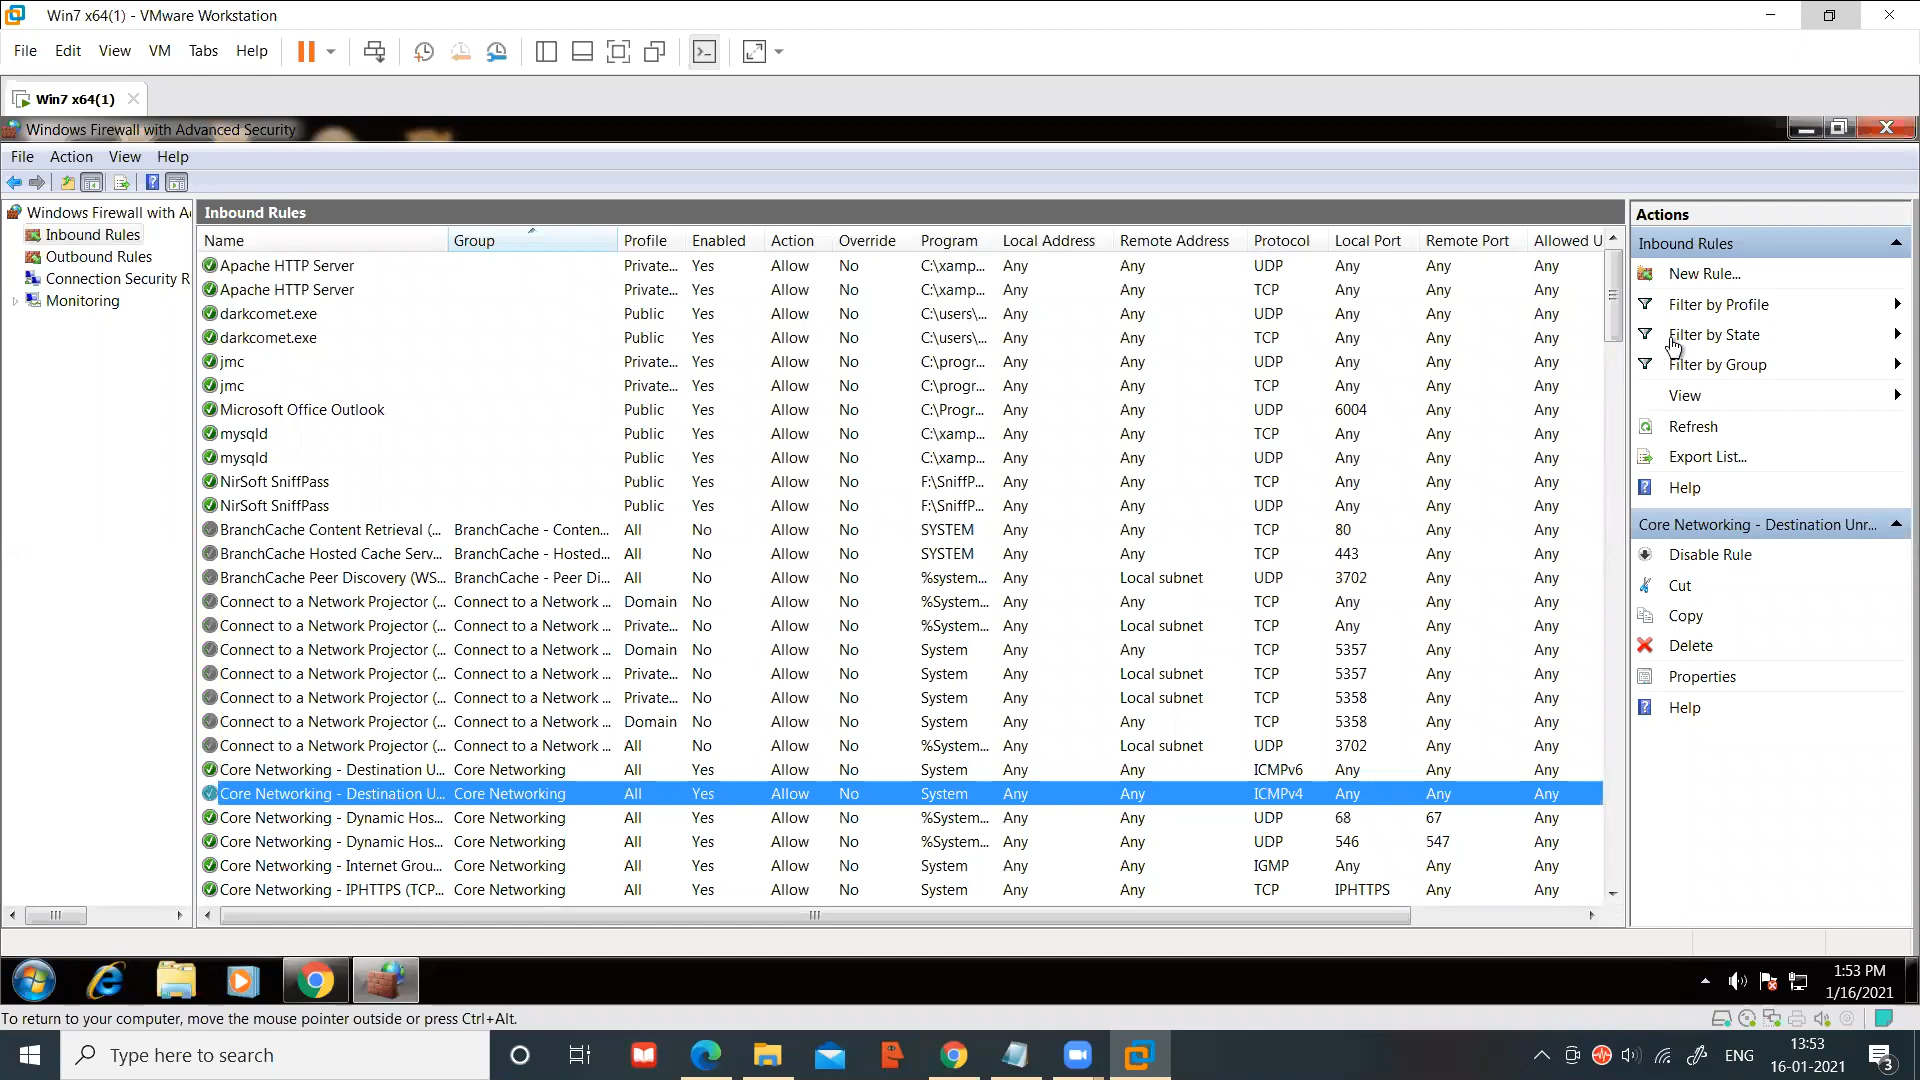 Win7 x64(1) - VMware Workstation
File Edit View VM Tabs Help
Win7 x64(1)
Windows Firewall with Advanced Security
File Action View Help
Windows Firewall with A
Inbound Rules
Outbound Rules
Connection Security R
Monitoring
Inbound Rules
Name Group Profile Enabled Action Override Program Local Address Remote Address Protocol Local Port Remote Port Allowed U
Apache HTTP Server Private... Yes Allow No C:\xamp... Any Any UDP Any Any Any
Apache HTTP Server Private... Yes Allow No C:\xamp... Any Any TCP Any Any Any
darkcomet.exe Public Yes Allow No C:\users\... Any Any UDP Any Any Any
darkcomet.exe Public Yes Allow No C:\users\... Any Any TCP Any Any Any
jmc Private... Yes Allow No C:\progr... Any Any UDP Any Any Any
jmc Private... Yes Allow No C:\progr... Any Any TCP Any Any Any
Microsoft Office Outlook Public Yes Allow No C:\Progr... Any Any UDP 6004 Any Any
mysqld Public Yes Allow No C:\xamp... Any Any TCP Any Any Any
mysqld Public Yes Allow No C:\xamp... Any Any UDP Any Any Any
NirSoft SniffPass Public Yes Allow No F:\SniffP... Any Any TCP Any Any Any
NirSoft SniffPass Public Yes Allow No F:\SniffP... Any Any UDP Any Any Any
BranchCache Content Retrieval (... BranchCache - Conten... All No Allow No SYSTEM Any Any TCP 80 Any Any
BranchCache Hosted Cache Serv... BranchCache - Hosted... All No Allow No SYSTEM Any Any TCP 443 Any Any
BranchCache Peer Discovery (WS... BranchCache - Peer Di... All No Allow No %system... Any Local subnet UDP 3702 Any Any
Connect to a Network Projector (... Connect to a Network ... Domain No Allow No %System... Any Any TCP Any Any Any
Connect to a Network Projector (... Connect to a Network ... Private... No Allow No %System... Any Local subnet TCP Any Any Any
Connect to a Network Projector (... Connect to a Network ... Domain No Allow No System Any Any TCP 5357 Any Any
Connect to a Network Projector (... Connect to a Network ... Private... No Allow No System Any Local subnet TCP 5357 Any Any
Connect to a Network Projector (... Connect to a Network ... Private... No Allow No System Any Local subnet TCP 5358 Any Any
Connect to a Network Projector (... Connect to a Network ... Domain No Allow No System Any Any TCP 5358 Any Any
Connect to a Network Projector (... Connect to a Network ... All No Allow No %System... Any Local subnet UDP 3702 Any Any
Core Networking - Destination U... Core Networking All Yes Allow No System Any Any ICMPv6 Any Any Any
Core Networking - Destination U... Core Networking All Yes Allow No System Any Any ICMPv4 Any Any Any
Core Networking - Dynamic Hos... Core Networking All Yes Allow No %System... Any Any UDP 68 67 Any
Core Networking - Dynamic Hos... Core Networking All Yes Allow No %System... Any Any UDP 546 547 Any
Core Networking - Internet Grou... Core Networking All Yes Allow No System Any Any IGMP Any Any Any
Core Networking - IPHTTPS (TCP... Core Networking All Yes Allow No System Any Any TCP IPHTTPS Any Any
Actions
Inbound Rules
New Rule...
Filter by Profile
Filter by State
Filter by Group
View
Refresh
Export List...
Help
Core Networking - Destination Unr...
Disable Rule
Cut
Copy
Delete
Properties
Help
1:53 PM
1/16/2021
To return to your computer, move the mouse pointer outside or press Ctrl+Alt.
Type here to search
ENG
13:53
16-01-2021
3